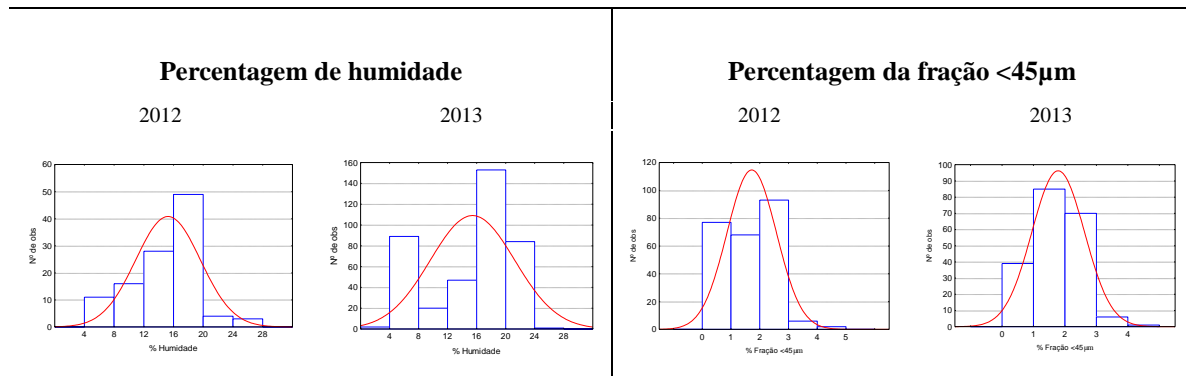 Percentagem de humidade
Percentagem da fração <45µm
2012
2013
2012
2013
60
50
40
30
20
10
0
Nº de obs
4 8 12 16 20 24 28
% Humidade
160
140
120
100
80
60
40
20
0
Nº de obs
4 8 12 16 20 24 28
% Humidade
120
100
80
60
40
20
0
Nº de obs
0 1 2 3 4 5
% Fração <45µm
100
90
80
70
60
50
40
30
20
10
0
Nº de obs
0 1 2 3 4
% Fração <45µm